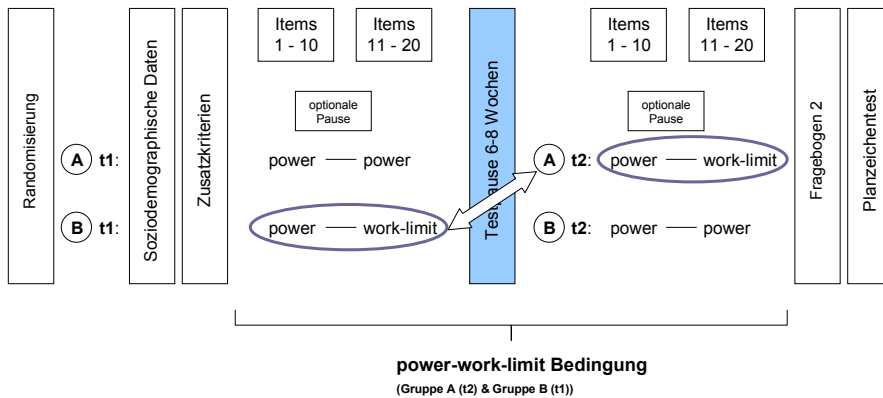 Randomisierung
A t1:
B t1:
Soziodemographische Daten
Zusatzkriterien
Items
1 - 10
Items
11 - 20
optionale
Pause
power power
power work-limit
Testpause 6-8 Wochen
Items
1 - 10
Items
11 - 20
optionale
Pause
A t2: power work-limit
B t2: power power
Fragebogen 2
Planzeichentest
power-work-limit Bedingung
(Gruppe A (t2) & Gruppe B (t1))